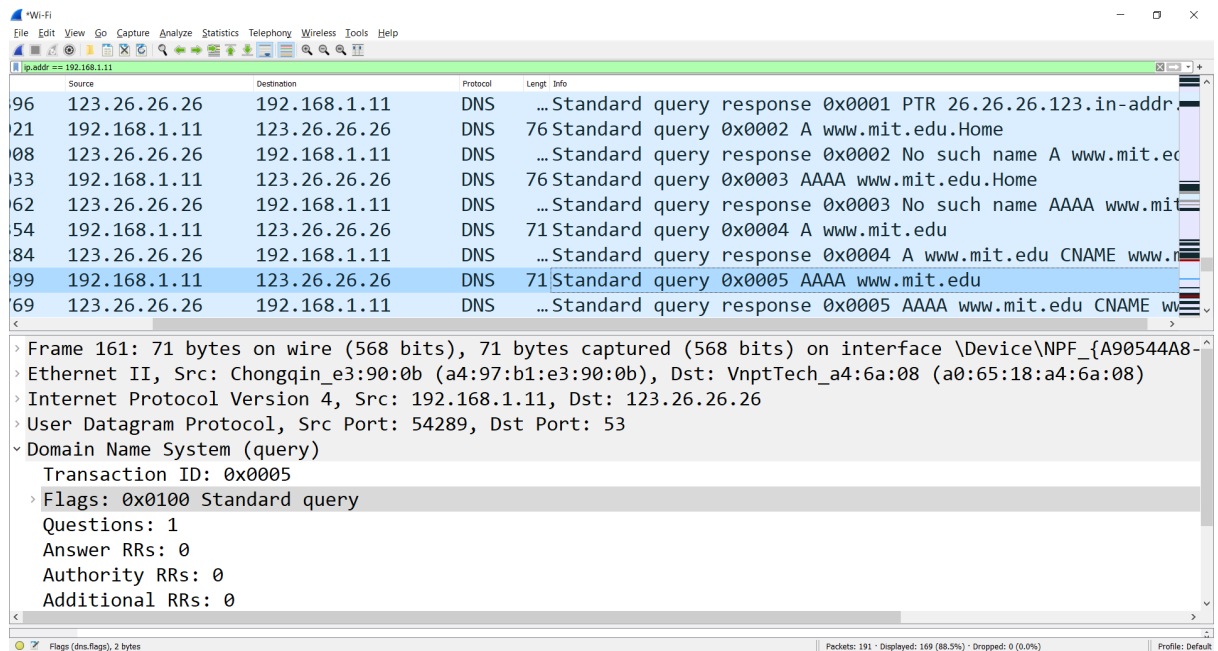 *Wi-Fi
File Edit View Go Capture Analyze Statistics Telephony Wireless Tools Help
ip.addr == 192.168.1.11
Source Destination Protocol Lengt Info
96 123.26.26.26 192.168.1.11 DNS … Standard query response 0x0001 PTR 26.26.26.123.in-addr.
21 192.168.1.11 123.26.26.26 DNS 76 Standard query 0x0002 A www.mit.edu.Home
08 123.26.26.26 192.168.1.11 DNS … Standard query response 0x0002 No such name A www.mit.ed
33 192.168.1.11 123.26.26.26 DNS 76 Standard query 0x0003 AAAA www.mit.edu.Home
62 123.26.26.26 192.168.1.11 DNS … Standard query response 0x0003 No such name AAAA www.mit
54 192.168.1.11 123.26.26.26 DNS 71 Standard query 0x0004 A www.mit.edu
84 123.26.26.26 192.168.1.11 DNS … Standard query response 0x0004 A www.mit.edu CNAME www.m
99 192.168.1.11 123.26.26.26 DNS 71 Standard query 0x0005 AAAA www.mit.edu
69 123.26.26.26 192.168.1.11 DNS … Standard query response 0x0005 AAAA www.mit.edu CNAME ww
Frame 161: 71 bytes on wire (568 bits), 71 bytes captured (568 bits) on interface \Device\NPF_{A90544A8-
Ethernet II, Src: Chongqin_e3:90:0b (a4:97:b1:e3:90:0b), Dst: VnptTech_a4:6a:08 (a0:65:18:a4:6a:08)
Internet Protocol Version 4, Src: 192.168.1.11, Dst: 123.26.26.26
User Datagram Protocol, Src Port: 54289, Dst Port: 53
Domain Name System (query)
Transaction ID: 0x0005
Flags: 0x0100 Standard query
Questions: 1
Answer RRs: 0
Authority RRs: 0
Additional RRs: 0
Flags (dns.flags), 2 bytes Packets: 191 · Displayed: 169 (88.5%) · Dropped: 0 (0.0%) Profile: Default